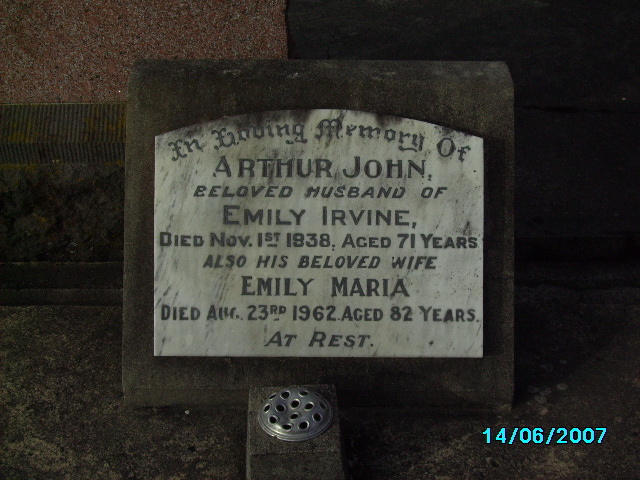 In Loving Memory Of
ARTHUR JOHN,
BELOVED HUSBAND OF
EMILY IRVINE,
DIED NOV. 1ST 1938, AGED 71 YEARS
ALSO HIS BELOVED WIFE
EMILY MARIA
DIED AUG. 23RD 1962. AGED 82 YEARS.
AT REST.
14/06/2007